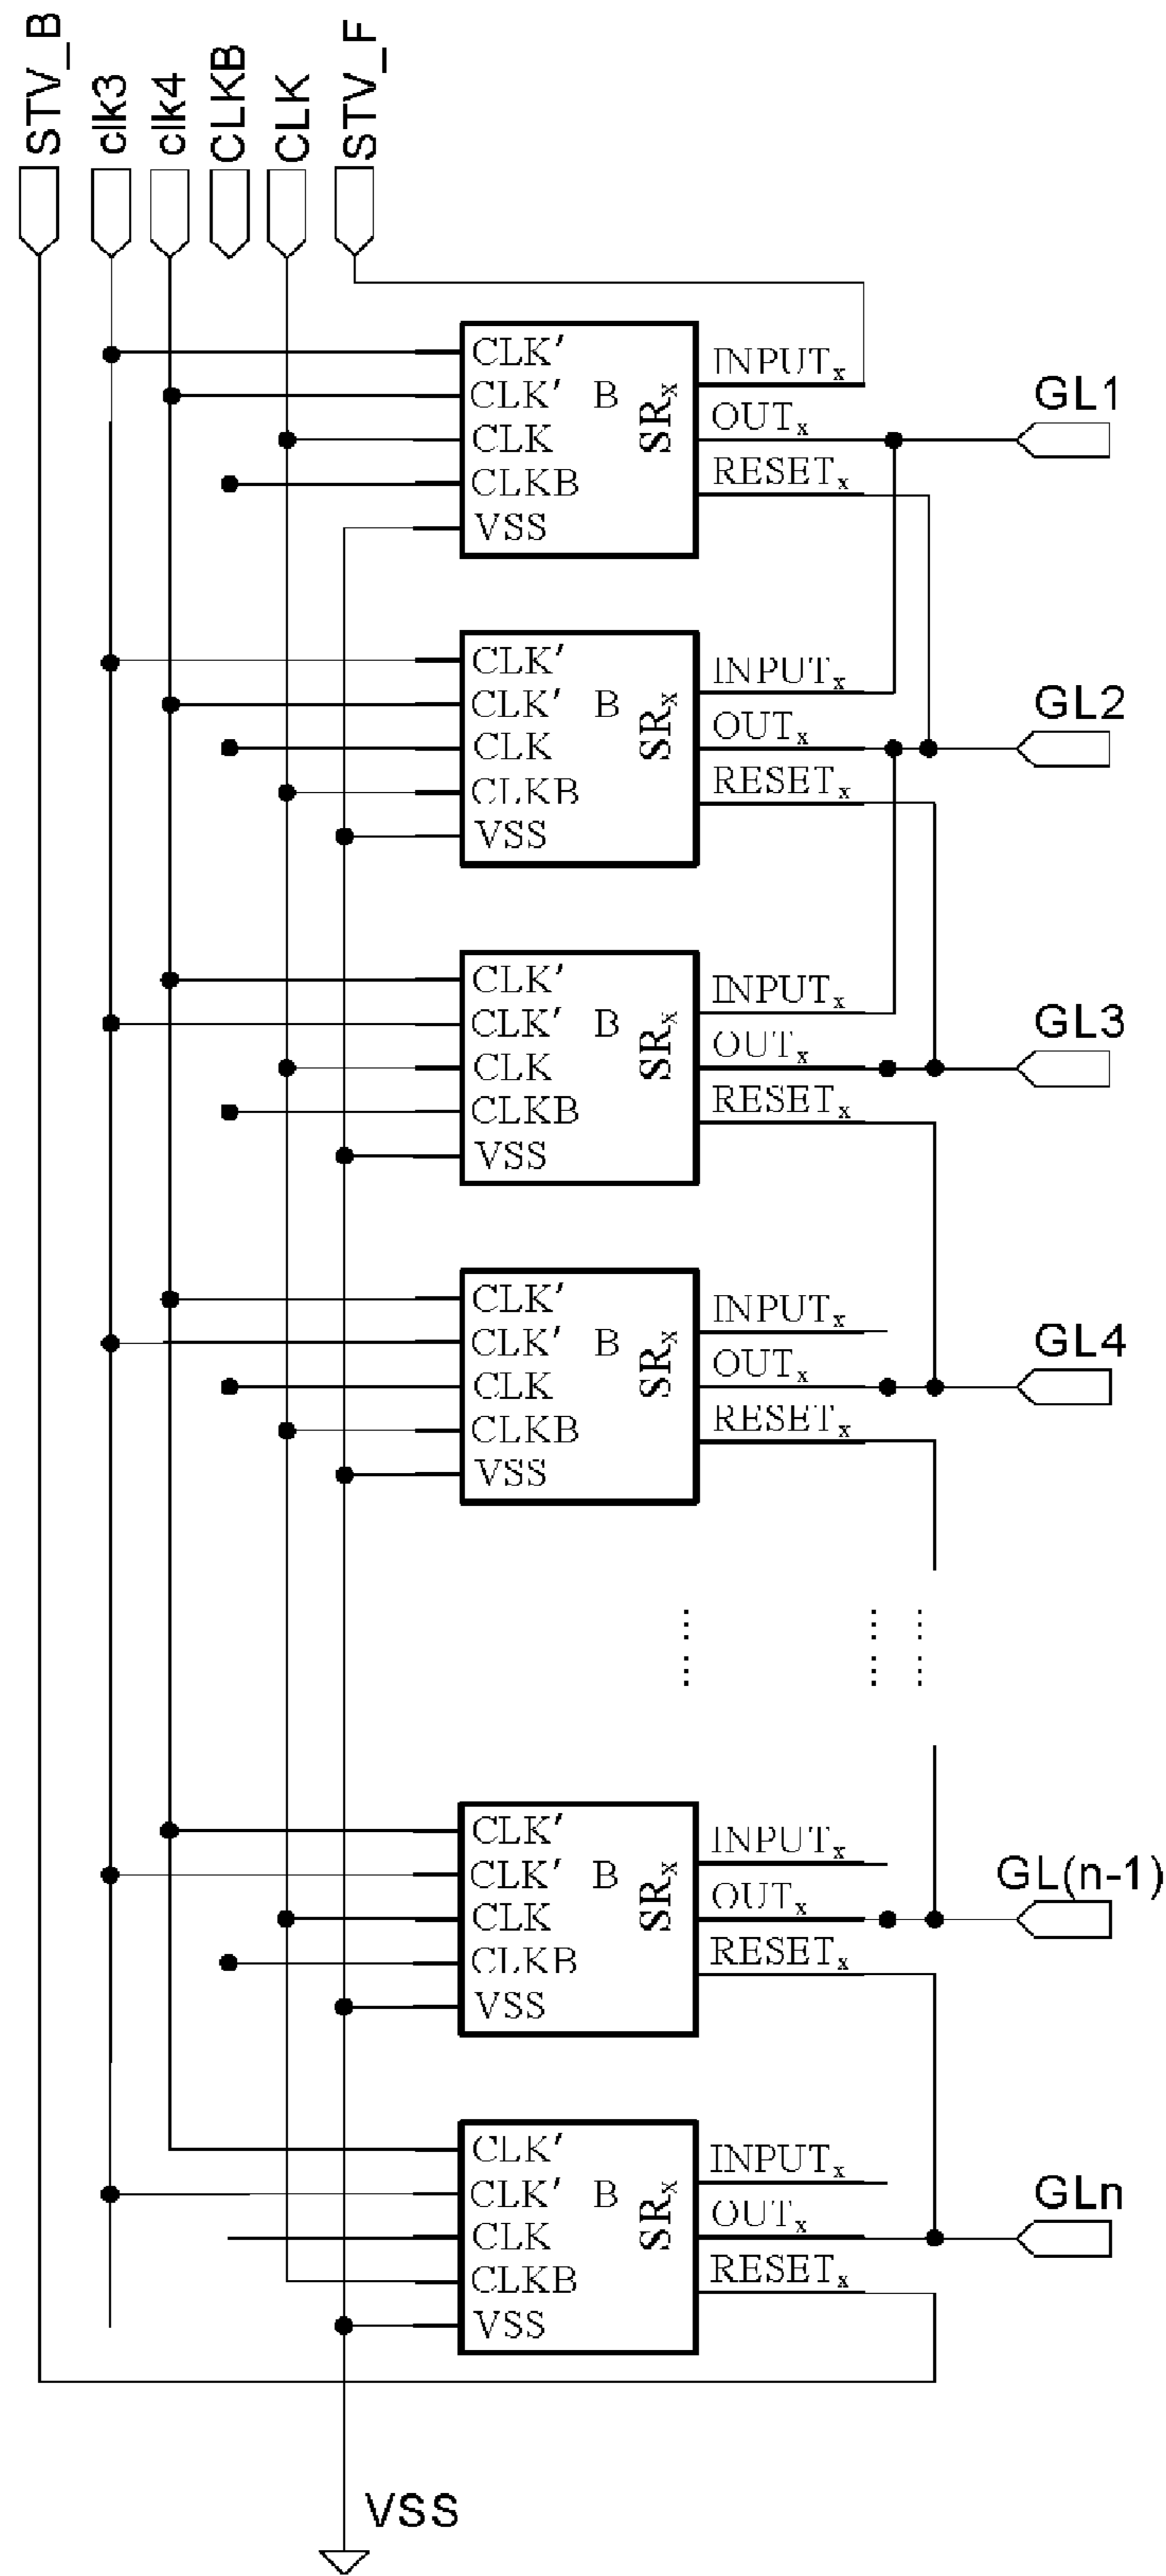 STV_B
clk3
clk4
CLKB
CLK
STV_F
CLK'
CLK' B
CLK
CLKB
VSS
SRx
INPUTx
OUTx
RESETx
GL1
CLK'
CLK' B
CLK
CLKB
VSS
SRx
INPUTx
OUTx
RESETx
GL2
CLK'
CLK' B
CLK
CLKB
VSS
SRx
INPUTx
OUTx
RESETx
GL3
CLK'
CLK' B
CLK
CLKB
VSS
SRx
INPUTx
OUTx
RESETx
GL4
CLK'
CLK' B
CLK
CLKB
VSS
SRx
INPUTx
OUTx
RESETx
GL(n-1)
CLK'
CLK' B
CLK
CLKB
VSS
SRx
INPUTx
OUTx
RESETx
GLn
VSS